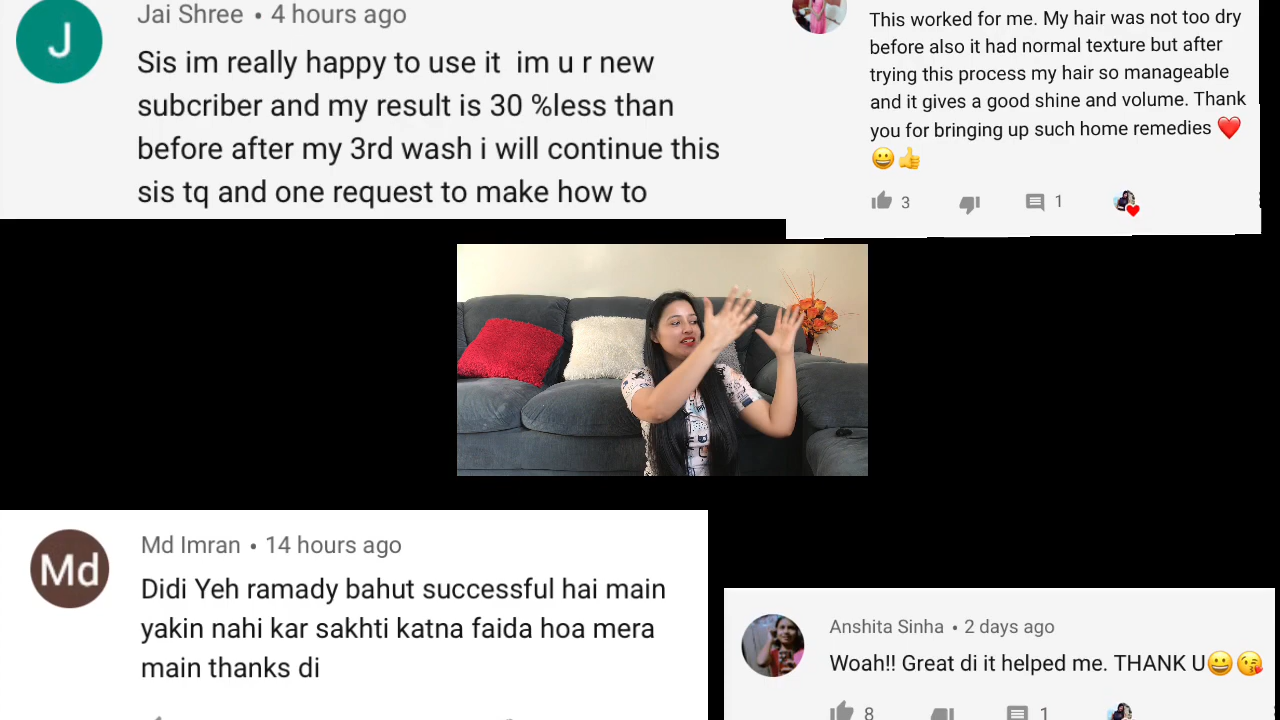 J
Jai Shree • 4 hours ago
Sis im really happy to use it im u r new
subcriber and my result is 30 %less than
before after my 3rd wash i will continue this
sis tq and one request to make how to
This worked for me. My hair was not too dry
before also it had normal texture but after
trying this process my hair so manageable
and it gives a good shine and volume. Thank
you for bringing up such home remedies ❤️
😀👍
3
1
Md
Md Imran • 14 hours ago
Didi Yeh ramady bahut successful hai main
yakin nahi kar sakhti katna faida hoa mera
main thanks di
Anshita Sinha • 2 days ago
Woah!! Great di it helped me. THANK U😀😘
8
1